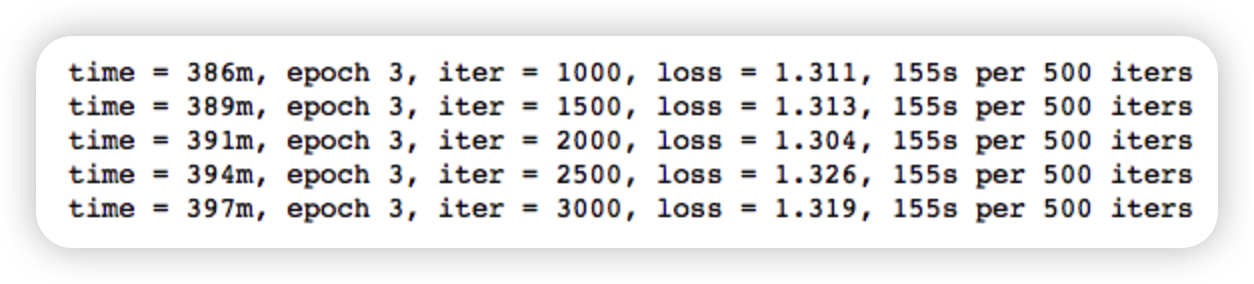 time = 386m, epoch 3, iter = 1000, loss = 1.311, 155s per 500 iters
time = 389m, epoch 3, iter = 1500, loss = 1.313, 155s per 500 iters
time = 391m, epoch 3, iter = 2000, loss = 1.304, 155s per 500 iters
time = 394m, epoch 3, iter = 2500, loss = 1.326, 155s per 500 iters
time = 397m, epoch 3, iter = 3000, loss = 1.319, 155s per 500 iters